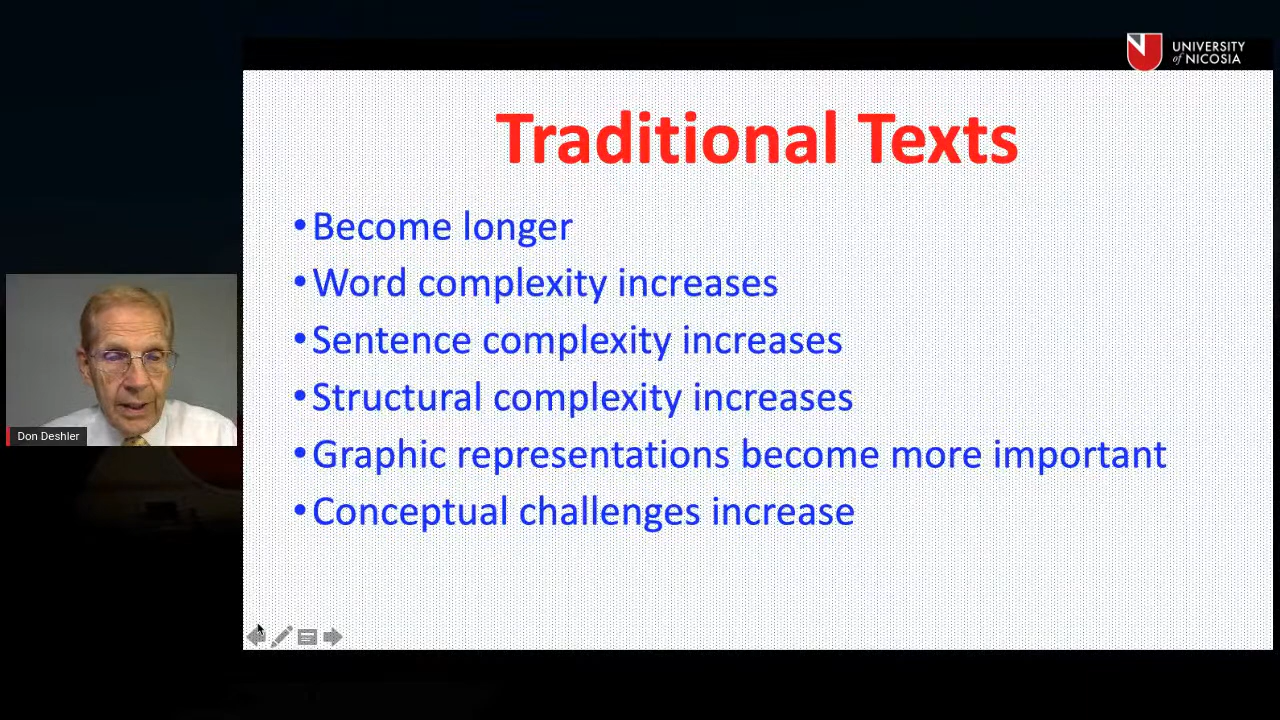 UNIVERSITY
of NICOSIA
Traditional Texts
•Become longer
•Word complexity increases
•Sentence complexity increases
•Structural complexity increases
•Graphic representations become more important
•Conceptual challenges increase
Don Deshler